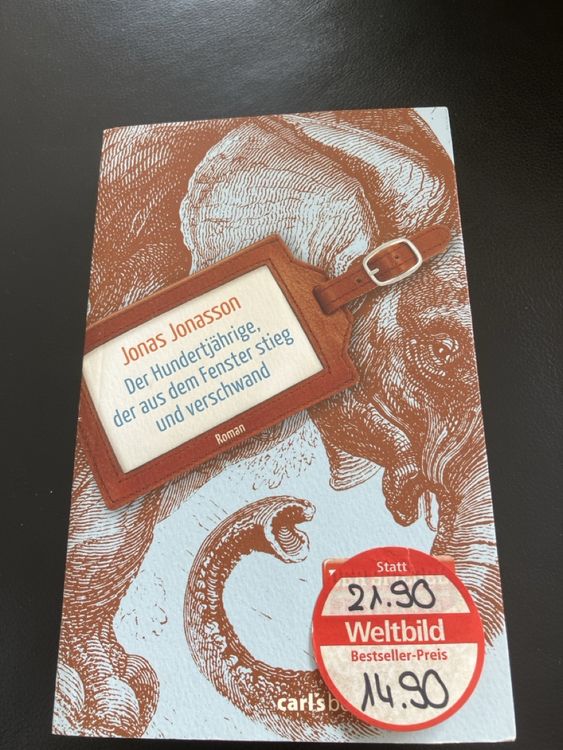 Jonas Jonasson
Der Hundertjährige,
der aus dem Fenster stieg
und verschwand
Roman
Statt
21.90
Weltbild
Bestseller-Preis
14.90
carl's